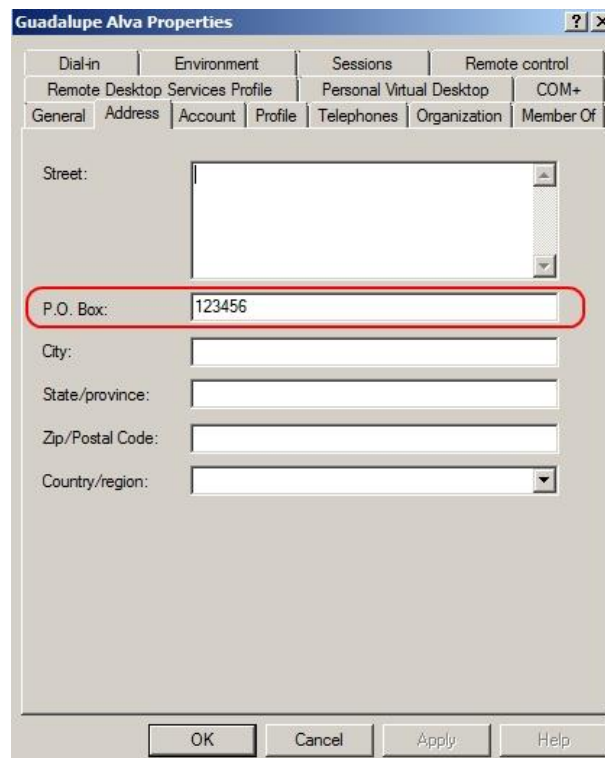 Guadalupe Alva Properties
Dial-in Environment Sessions Remote control
Remote Desktop Services Profile Personal Virtual Desktop COM+
General Address Account Profile Telephones Organization Member Of
Street:
P.O. Box: 123456
City:
State/province:
Zip/Postal Code:
Country/region:
OK Cancel Apply Help